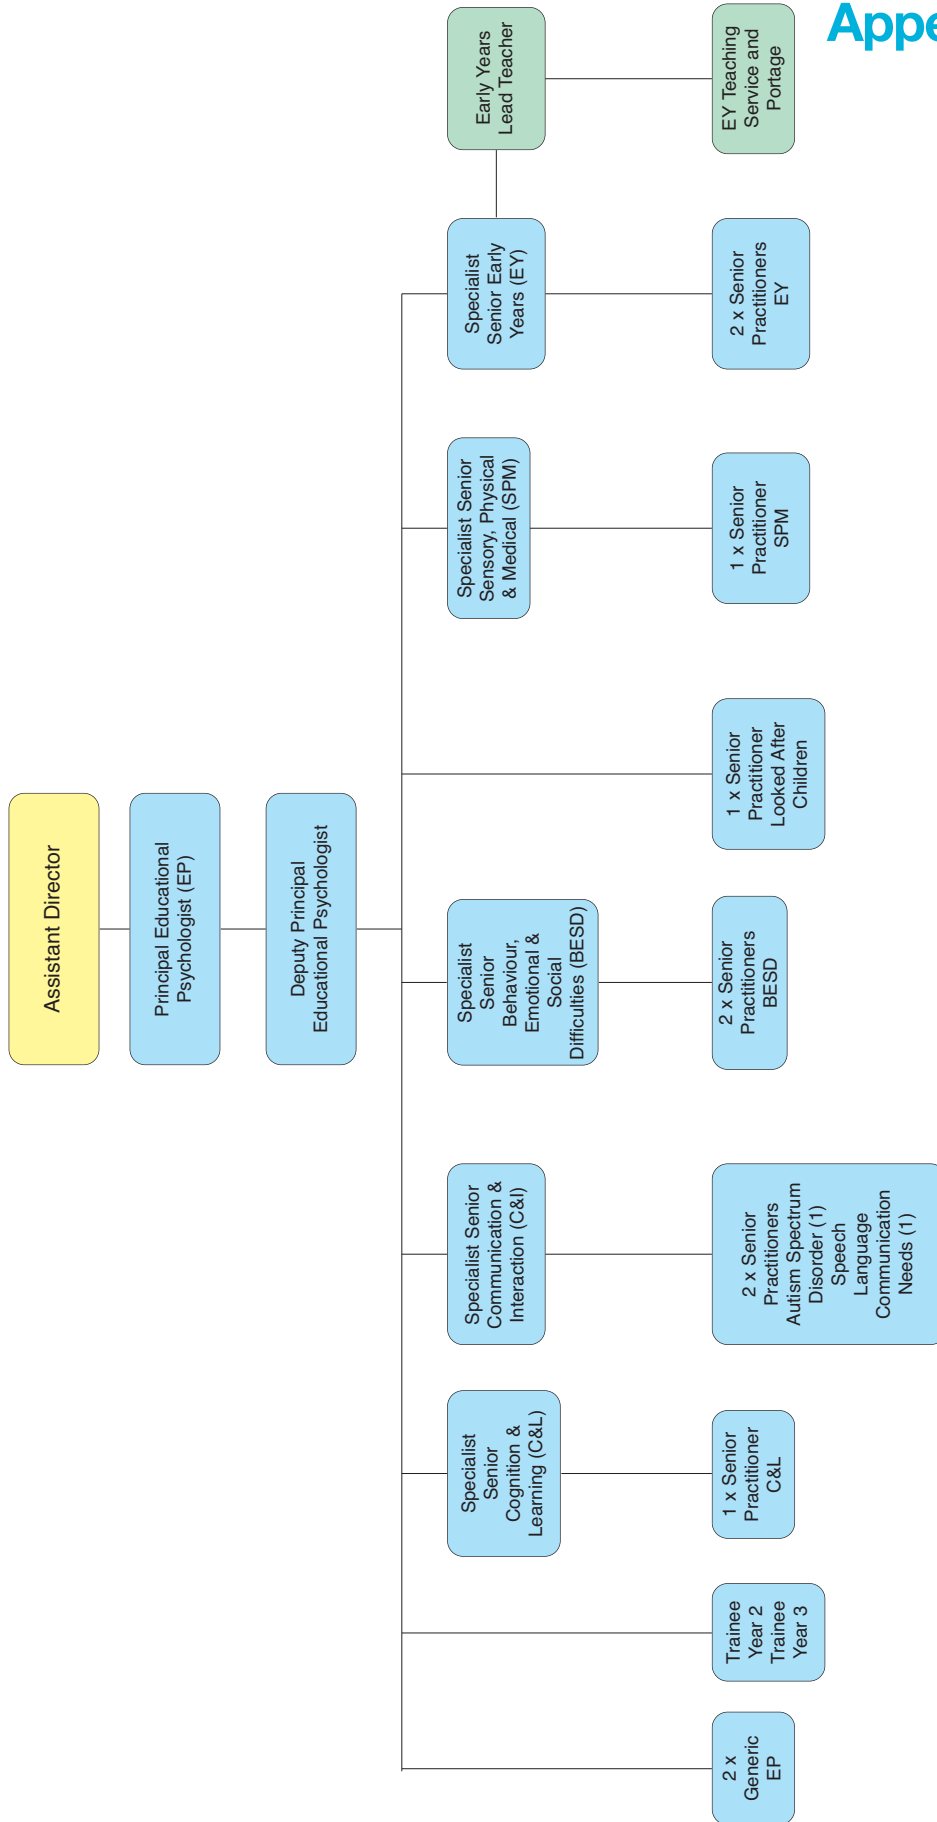 Appe
Assistant Director
Principal Educational
Psychologist (EP)
Deputy Principal
Educational Psychologist
Specialist
Senior
Cognition &
Learning (C&L)
Specialist Senior
Communication &
Interaction (C&I)
Specialist
Senior
Behaviour,
Emotional &
Social
Difficulties (BESD)
Specialist Senior
Sensory, Physical
& Medical (SPM)
Specialist
Senior Early
Years (EY)
Early Years
Lead Teacher
2 x
Generic
EP
Trainee
Year 2
Trainee
Year 3
1 x Senior
Practitioner
C&L
2 x Senior
Practitioners
Autism Spectrum
Disorder (1)
Speech
Language
Communication
Needs (1)
2 x Senior
Practitioners
BESD
1 x Senior
Practitioner
Looked After
Children
1 x Senior
Practitioner
SPM
2 x Senior
Practitioners
EY
EY Teaching
Service and
Portage